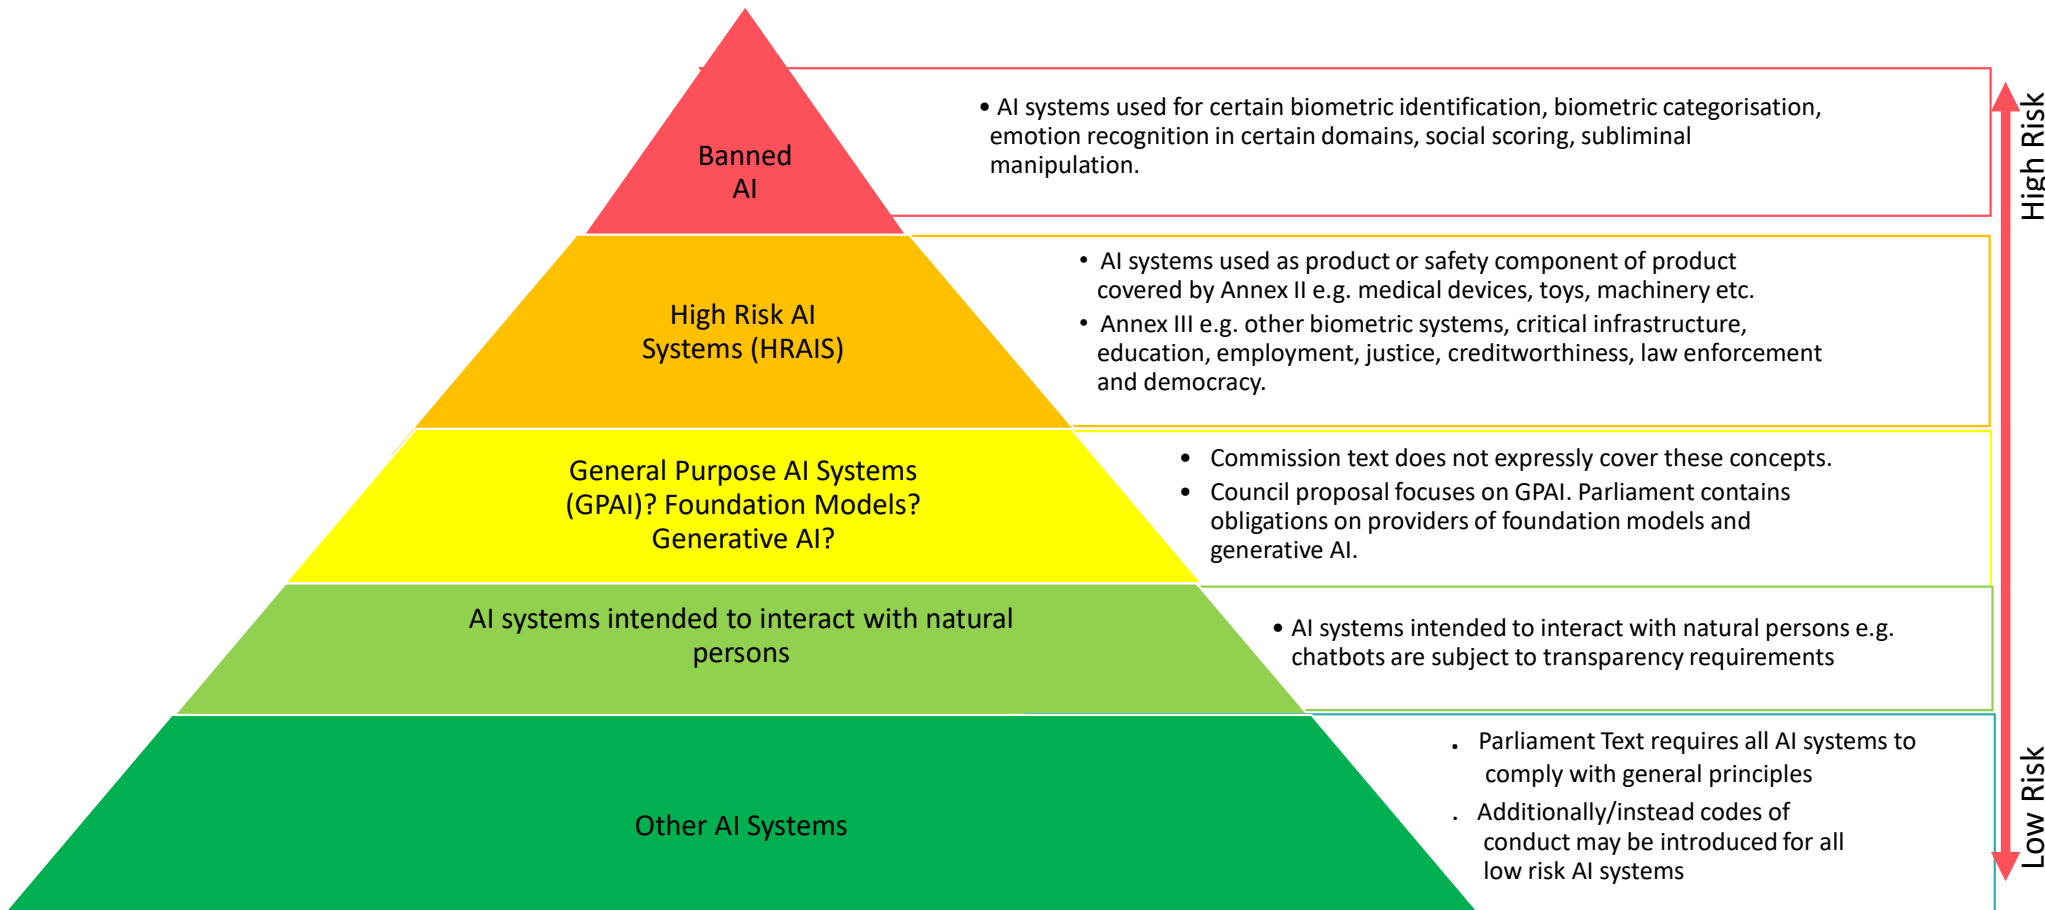 Banned
AI
• AI systems used for certain biometric identification, biometric categorisation,
emotion recognition in certain domains, social scoring, subliminal
manipulation.
High Risk
High Risk AI
Systems (HRAIS)
• AI systems used as product or safety component of product
covered by Annex II e.g. medical devices, toys, machinery etc.
• Annex III e.g. other biometric systems, critical infrastructure,
education, employment, justice, creditworthiness, law enforcement
and democracy.
General Purpose AI Systems
(GPAI)? Foundation Models?
Generative AI?
• Commission text does not expressly cover these concepts.
• Council proposal focuses on GPAI. Parliament contains
obligations on providers of foundation models and
generative AI.
AI systems intended to interact with natural
persons
• AI systems intended to interact with natural persons e.g.
chatbots are subject to transparency requirements
Other AI Systems
. Parliament Text requires all AI systems to
comply with general principles
. Additionally/instead codes of
conduct may be introduced for all
low risk AI systems
Low Risk